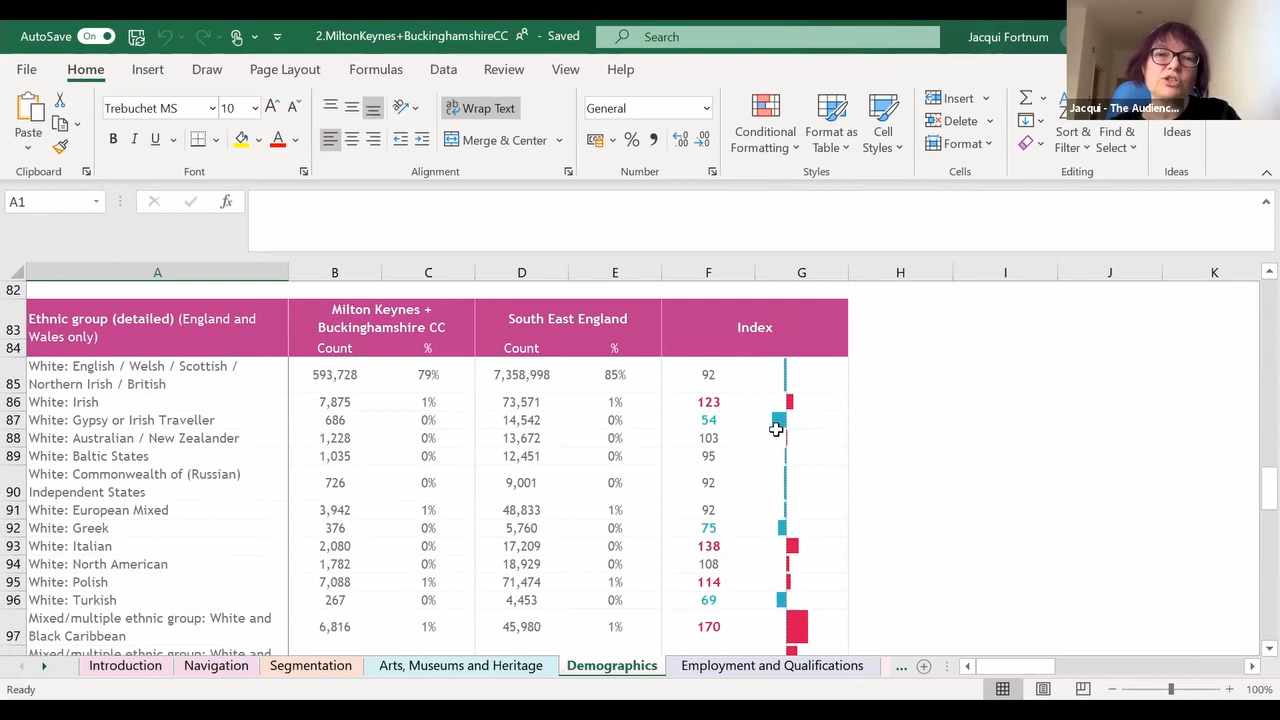 AutoSave On 2.MiltonKeynes+BuckinghamshireCC - Saved Search Jacqui Fortnum
File Home Insert Draw Page Layout Formulas Data Review View Help
Jacqui - The Audienc...
Paste Trebuchet MS 10 A A Wrap Text General Conditional Formatting Format as Table Cell Styles Insert Delete Format Sort & Filter Find & Select Ideas
B I U A Merge & Center % 9
Clipboard Font Alignment Number Styles Cells Editing Ideas
A1 fx
A B C D E F G H I J K
82
83 Ethnic group (detailed) (England and Wales only) Milton Keynes + Buckinghamshire CC South East England Index
84 Count % Count %
85 White: English / Welsh / Scottish / Northern Irish / British 593,728 79% 7,358,998 85% 92
86 White: Irish 7,875 1% 73,571 1% 123
87 White: Gypsy or Irish Traveller 686 0% 14,542 0% 54
88 White: Australian / New Zealander 1,228 0% 13,672 0% 103
89 White: Baltic States 1,035 0% 12,451 0% 95
90 White: Commonwealth of (Russian) Independent States 726 0% 9,001 0% 92
91 White: European Mixed 3,942 1% 48,833 1% 92
92 White: Greek 376 0% 5,760 0% 75
93 White: Italian 2,080 0% 17,209 0% 138
94 White: North American 1,782 0% 18,929 0% 108
95 White: Polish 7,088 1% 71,474 1% 114
96 White: Turkish 267 0% 4,453 0% 69
97 Mixed/multiple ethnic group: White and Black Caribbean 6,816 1% 45,980 1% 170
Mixed/multiple ethnic group: White and
Introduction Navigation Segmentation Arts, Museums and Heritage Demographics Employment and Qualifications ...
Ready 100%